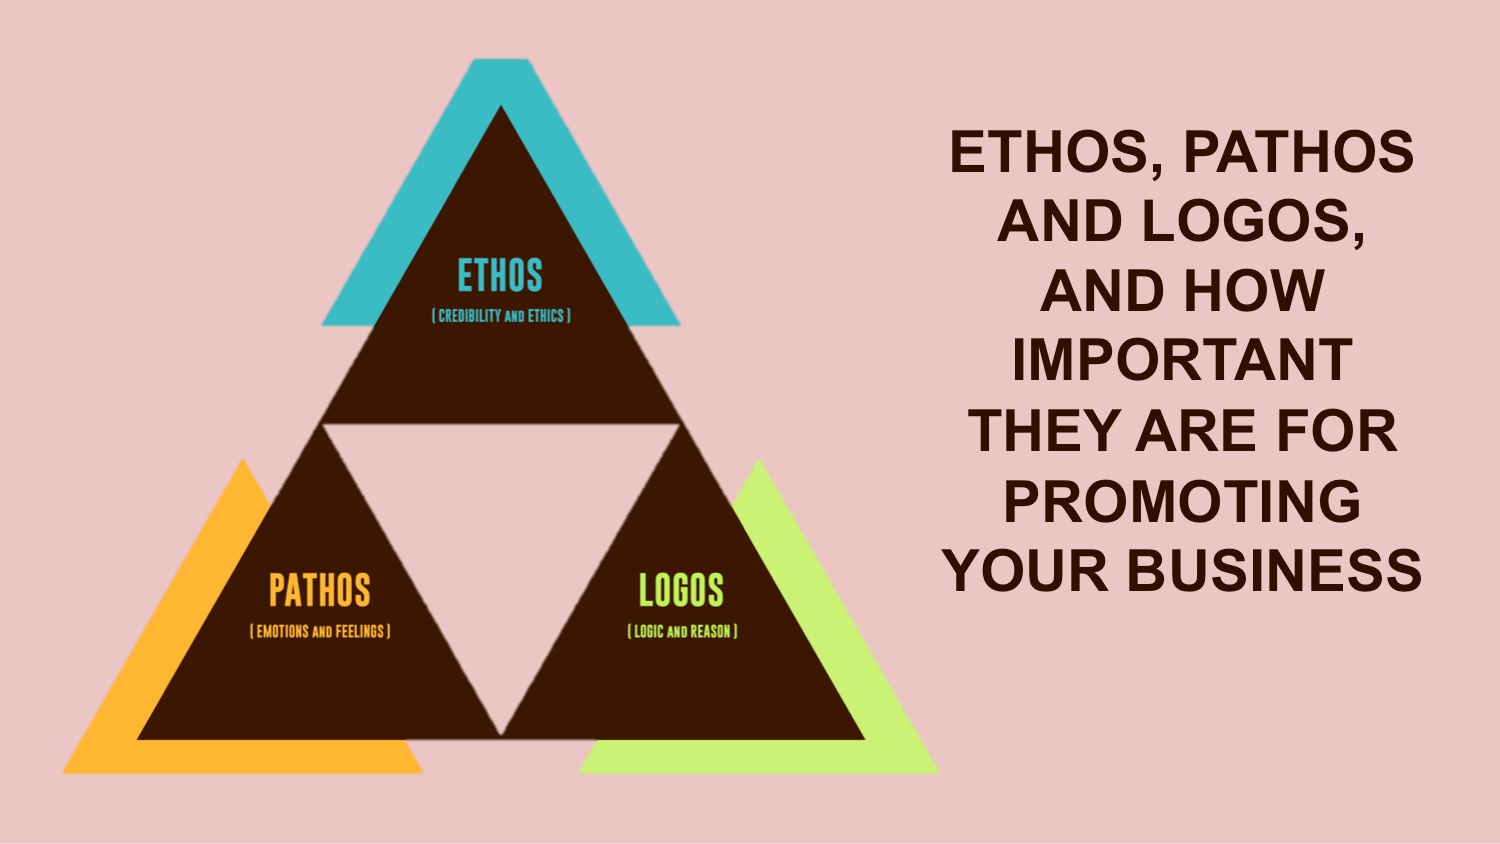 ETHOS
( CREDIBILITY AND ETHICS )
PATHOS
( EMOTIONS AND FEELINGS )
LOGOS
( LOGIC AND REASON )
ETHOS, PATHOS
AND LOGOS,
AND HOW
IMPORTANT
THEY ARE FOR
PROMOTING
YOUR BUSINESS